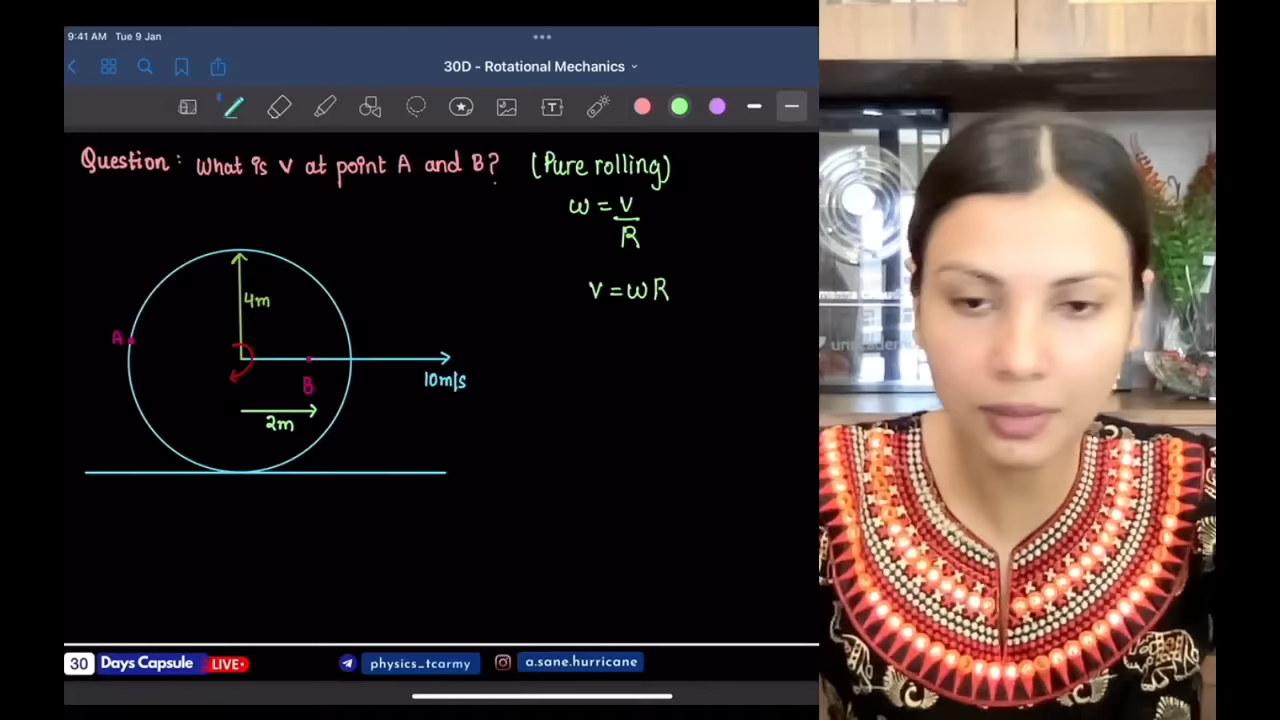 9:41 AM Tue 9 Jan
30D - Rotational Mechanics
Question: What is v at point A and B? (Pure rolling)
ω = v
R
v = ωR
4m
A
B
10m/s
2m
30 Days Capsule LIVE
physics_tcarmy
a.sane.hurricane